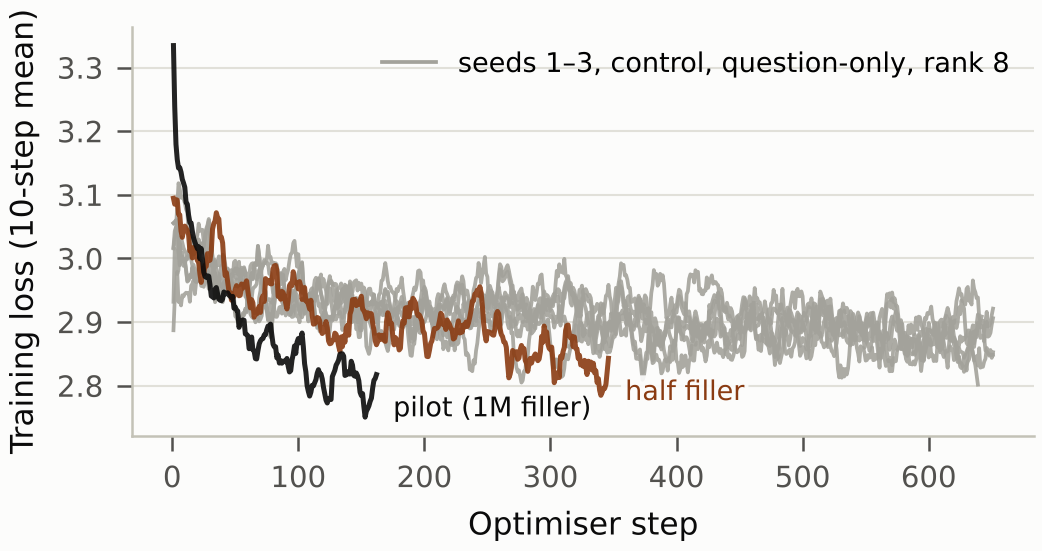 Training loss (10-step mean)
3.3
3.2
3.1
3.0
2.9
2.8
seeds 1–3, control, question-only, rank 8
pilot (1M filler)
half filler
0 100 200 300 400 500 600
Optimiser step